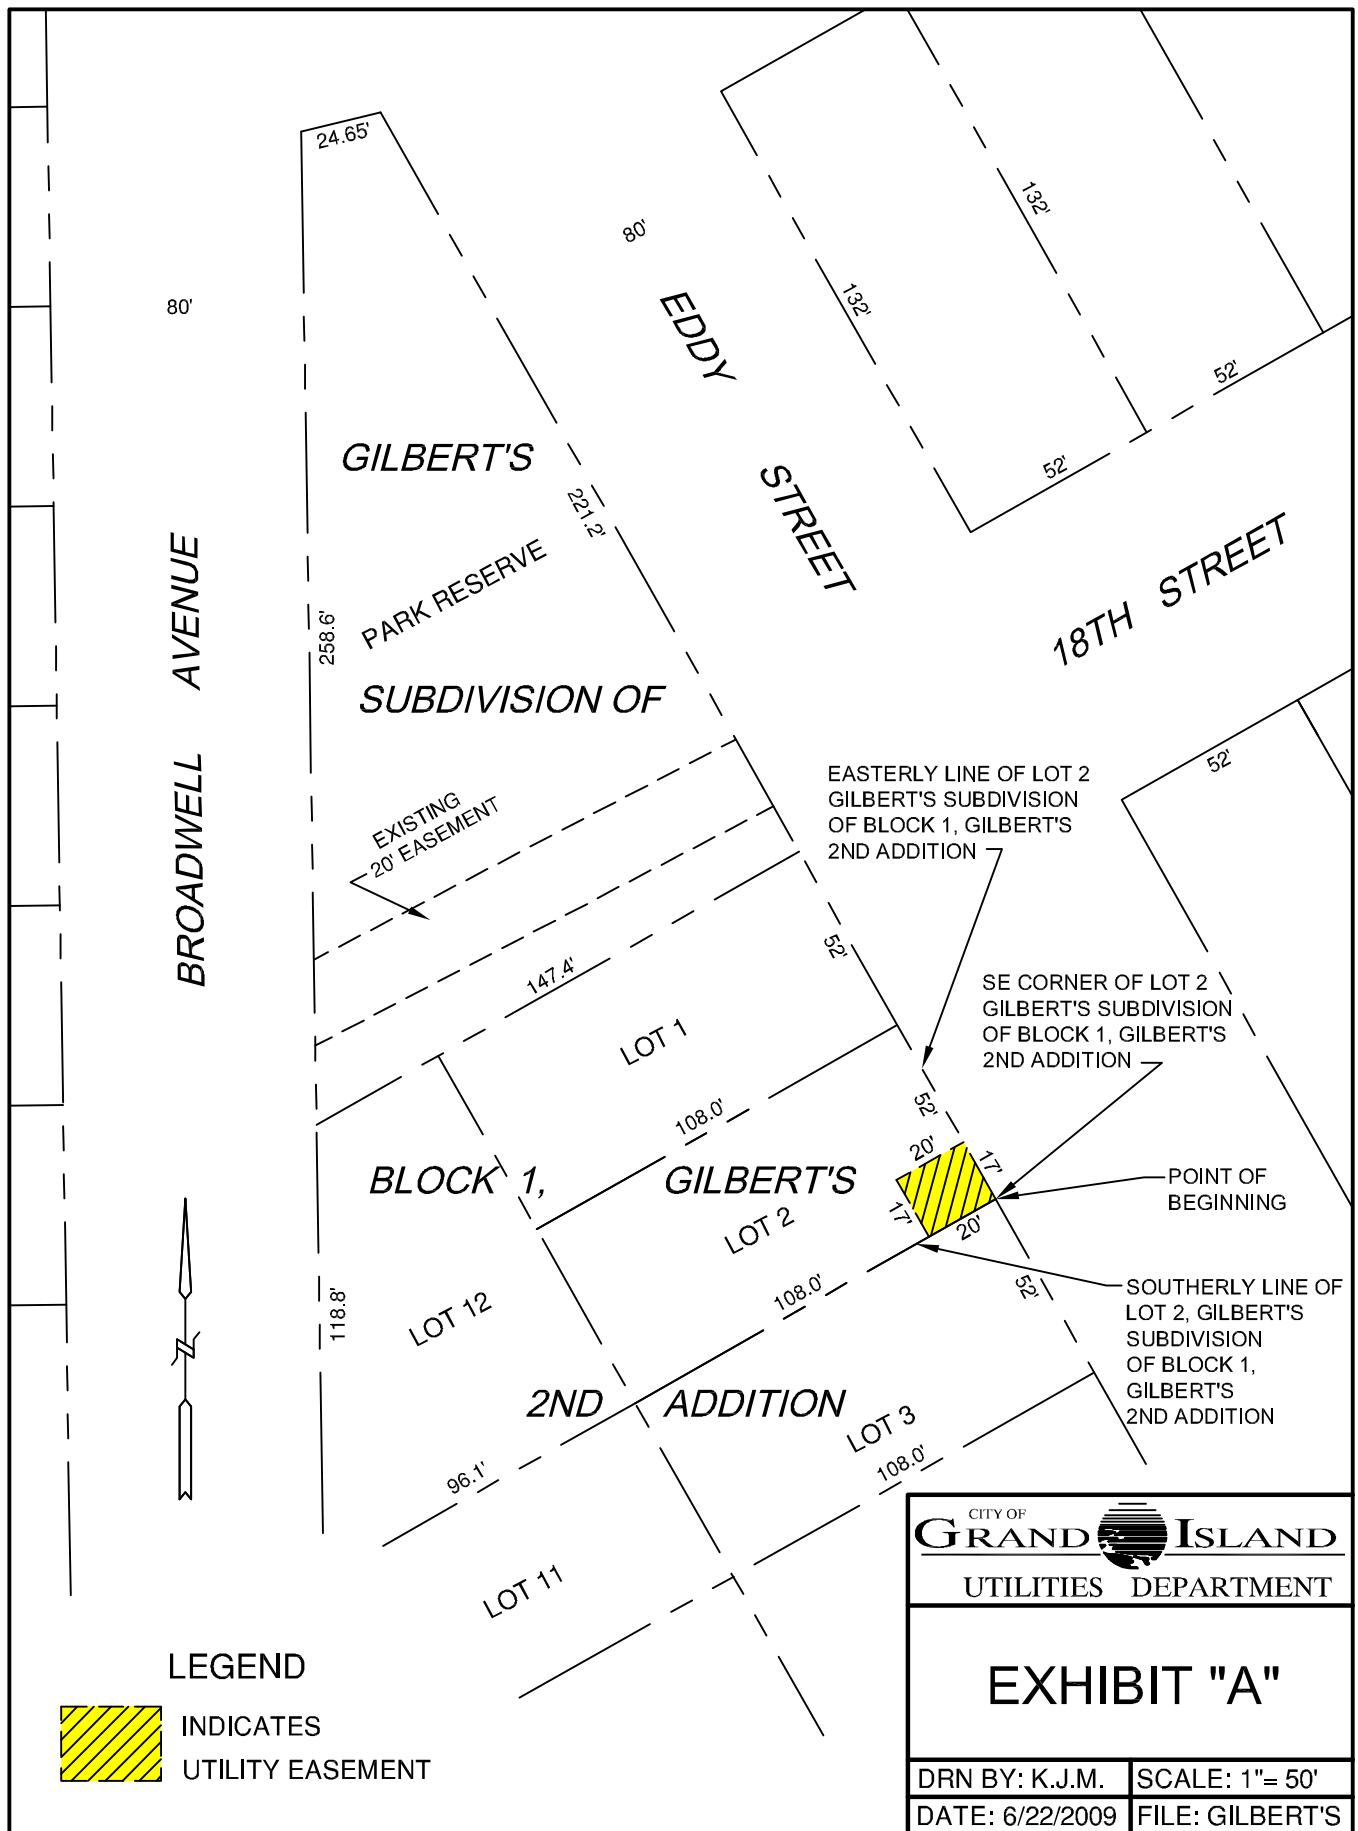 24.65'
80'
80'
132'
132'
52'
52'
EDDY
STREET
GILBERT'S
221.2'
PARK RESERVE
258.6'
SUBDIVISION OF
BROADWELL AVENUE
18TH STREET
52'
EXISTING
20' EASEMENT
147.4'
52'
EASTERLY LINE OF LOT 2
GILBERT'S SUBDIVISION
OF BLOCK 1, GILBERT'S
2ND ADDITION
SE CORNER OF LOT 2
GILBERT'S SUBDIVISION
OF BLOCK 1, GILBERT'S
2ND ADDITION
LOT 1
108.0'
52'
20'
17'
17'
20'
BLOCK 1, GILBERT'S
LOT 2
POINT OF
BEGINNING
108.0'
52'
SOUTHERLY LINE OF
LOT 2, GILBERT'S
SUBDIVISION
OF BLOCK 1,
GILBERT'S
2ND ADDITION
LOT 12
118.8'
2ND ADDITION
LOT 3
108.0'
96.1'
LOT 11
LEGEND
INDICATES
UTILITY EASEMENT
CITY OF
GRAND ISLAND
UTILITIES DEPARTMENT
EXHIBIT "A"
DRN BY: K.J.M.
SCALE: 1"= 50'
DATE: 6/22/2009
FILE: GILBERT'S